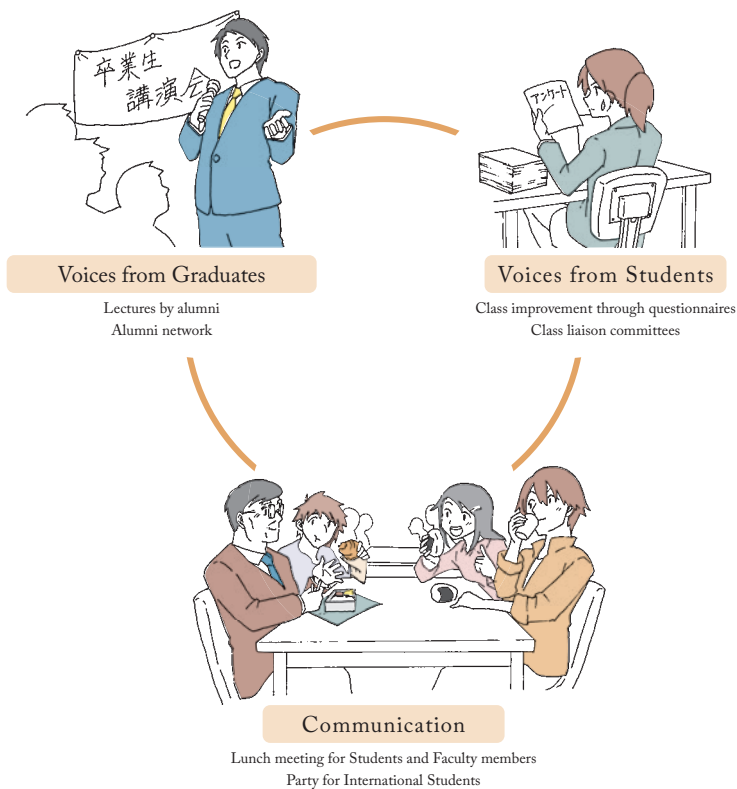 卒業生
講演会
アンケート
Voices from Graduates
Lectures by alumni
Alumni network
Voices from Students
Class improvement through questionnaires
Class liaison committees
Communication
Lunch meeting for Students and Faculty members
Party for International Students